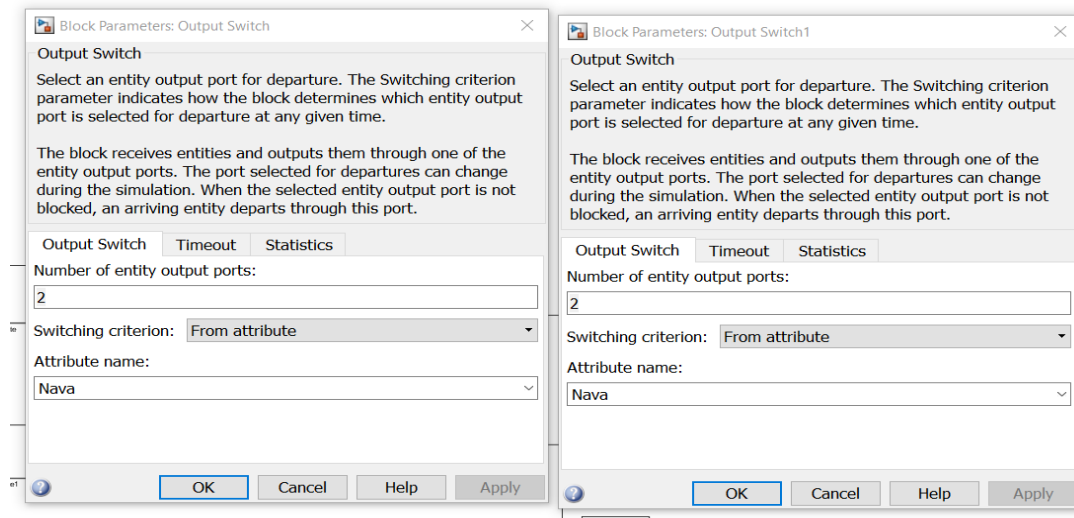 Block Parameters: Output Switch
Output Switch
Select an entity output port for departure. The Switching criterion
parameter indicates how the block determines which entity output
port is selected for departure at any given time.
The block receives entities and outputs them through one of the
entity output ports. The port selected for departures can change
during the simulation. When the selected entity output port is not
blocked, an arriving entity departs through this port.
Output Switch Timeout Statistics
Number of entity output ports:
2
Switching criterion: From attribute
Attribute name:
Nava
OK Cancel Help Apply
Block Parameters: Output Switch1
Output Switch
Select an entity output port for departure. The Switching criterion
parameter indicates how the block determines which entity output
port is selected for departure at any given time.
The block receives entities and outputs them through one of the
entity output ports. The port selected for departures can change
during the simulation. When the selected entity output port is not
blocked, an arriving entity departs through this port.
Output Switch Timeout Statistics
Number of entity output ports:
2
Switching criterion: From attribute
Attribute name:
Nava
OK Cancel Help Apply